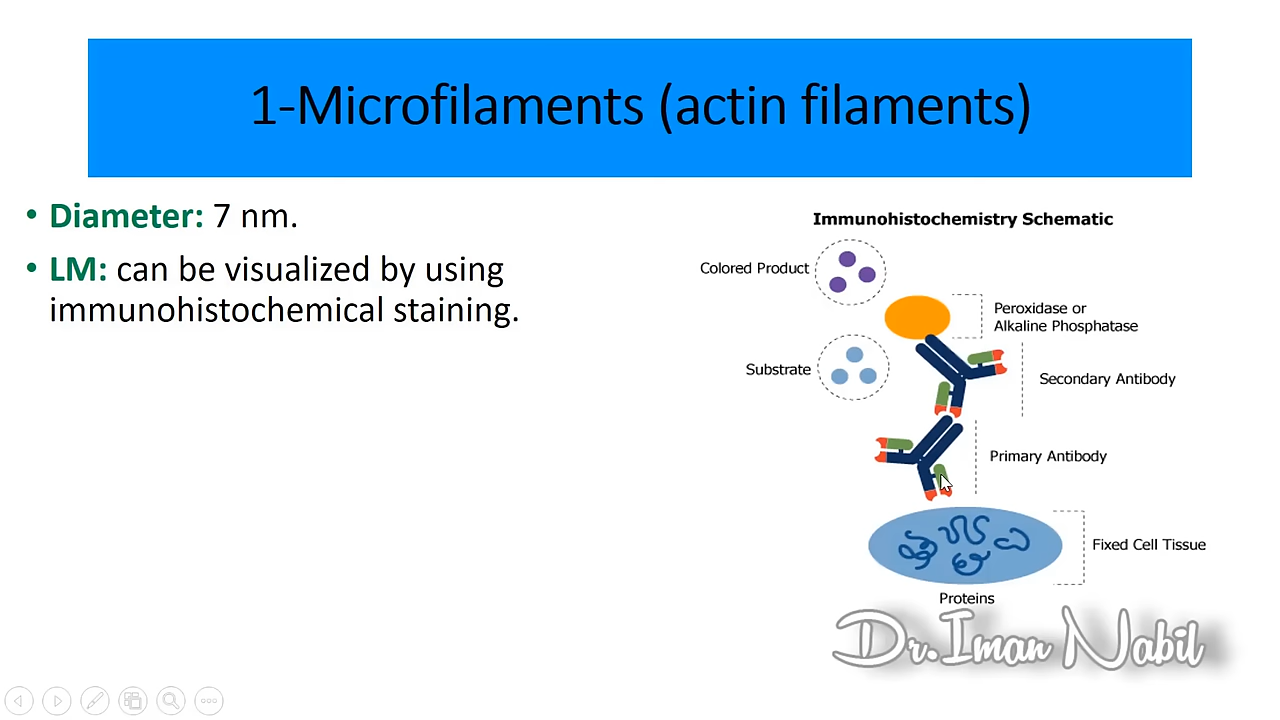 1-Microfilaments (actin filaments)
• Diameter: 7 nm.
• LM: can be visualized by using
immunohistochemical staining.
Immunohistochemistry Schematic
Colored Product
Peroxidase or
Alkaline Phosphatase
Substrate
Secondary Antibody
Primary Antibody
Fixed Cell Tissue
Proteins
Dr.Iman Nabil